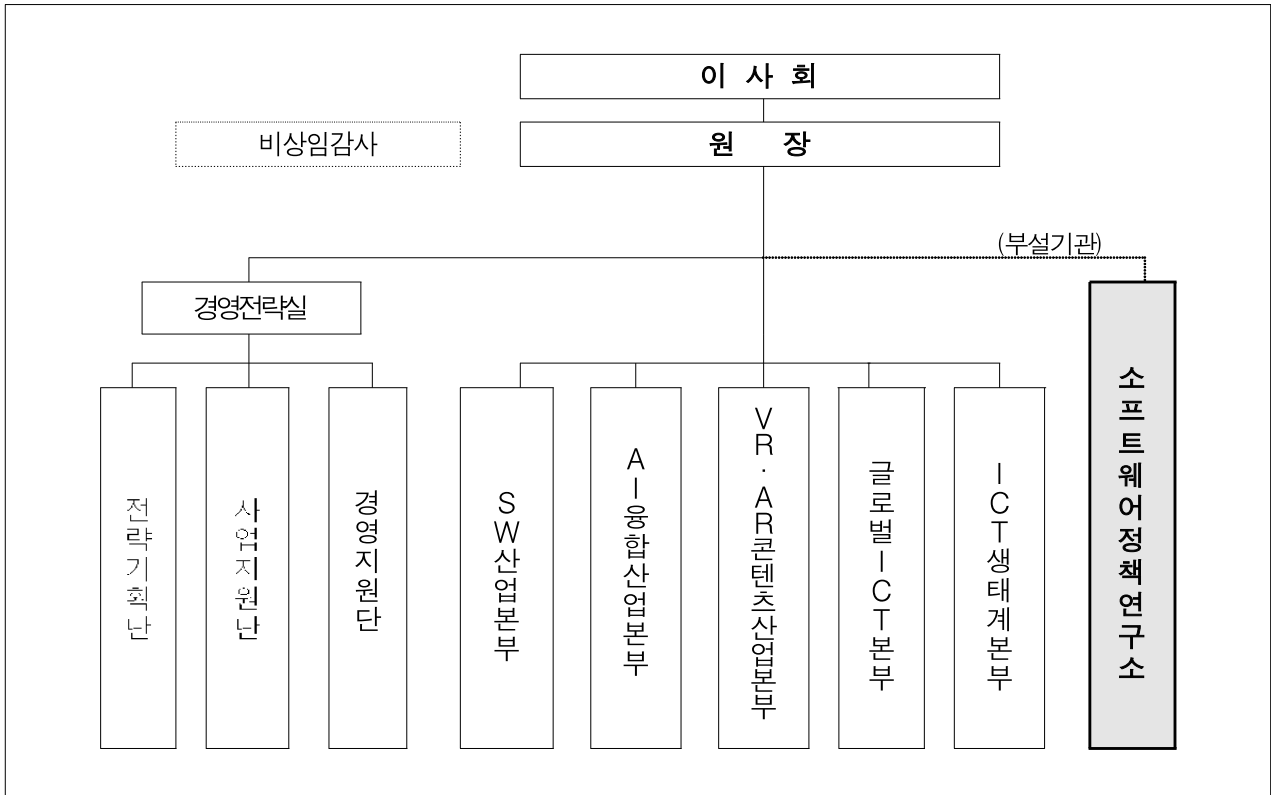 이 사 회
비상임감사
원 장
(부설기관)
경영전략실
전략기획단
사업지원단
경영지원단
SW산업본부
AI융합산업본부
VR·AR콘텐츠산업본부
글로벌ICT본부
ICT생태계본부
소프트웨어정책연구소